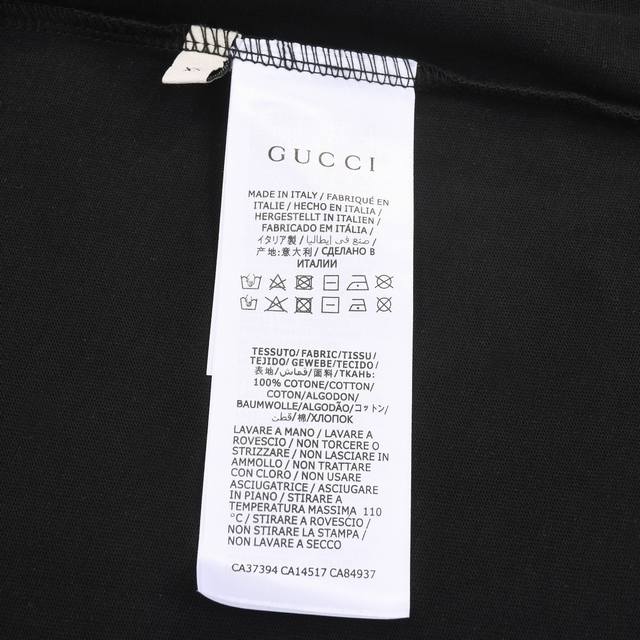 GUCCI
MADE IN ITALY / FABRIQUÉ EN
ITALIE / HECHO EN ITALIA /
HERGESTELLT IN ITALIEN /
FABRICADO EM ITÁLIA /
イタリア製 / صنع في إيطاليا /
产地:意大利 / СДЕЛАНО В
ИТАЛИИ
TESSUTO/FABRIC/TISSU/
TEJIDO/GEWEBE/TECIDO/
表地/قماش/面料/ТКАНЬ:
100% COTONE/COTTON/
COTON/ALGODON/
BAUMWOLLE/ALGODÃO/コットン/
قطن/棉/ХЛОПОК
LAVARE A MANO / LAVARE A
ROVESCIO / NON TORCERE O
STRIZZARE / NON LASCIARE IN
AMMOLLO / NON TRATTARE
CON CLORO / NON USARE
ASCIUGATRICE / ASCIUGARE
IN PIANO / STIRARE A
TEMPERATURA MASSIMA 110
°C / STIRARE A ROVESCIO /
NON STIRARE LA STAMPA /
NON LAVARE A SECCO
CA37394 CA14517 CA84937